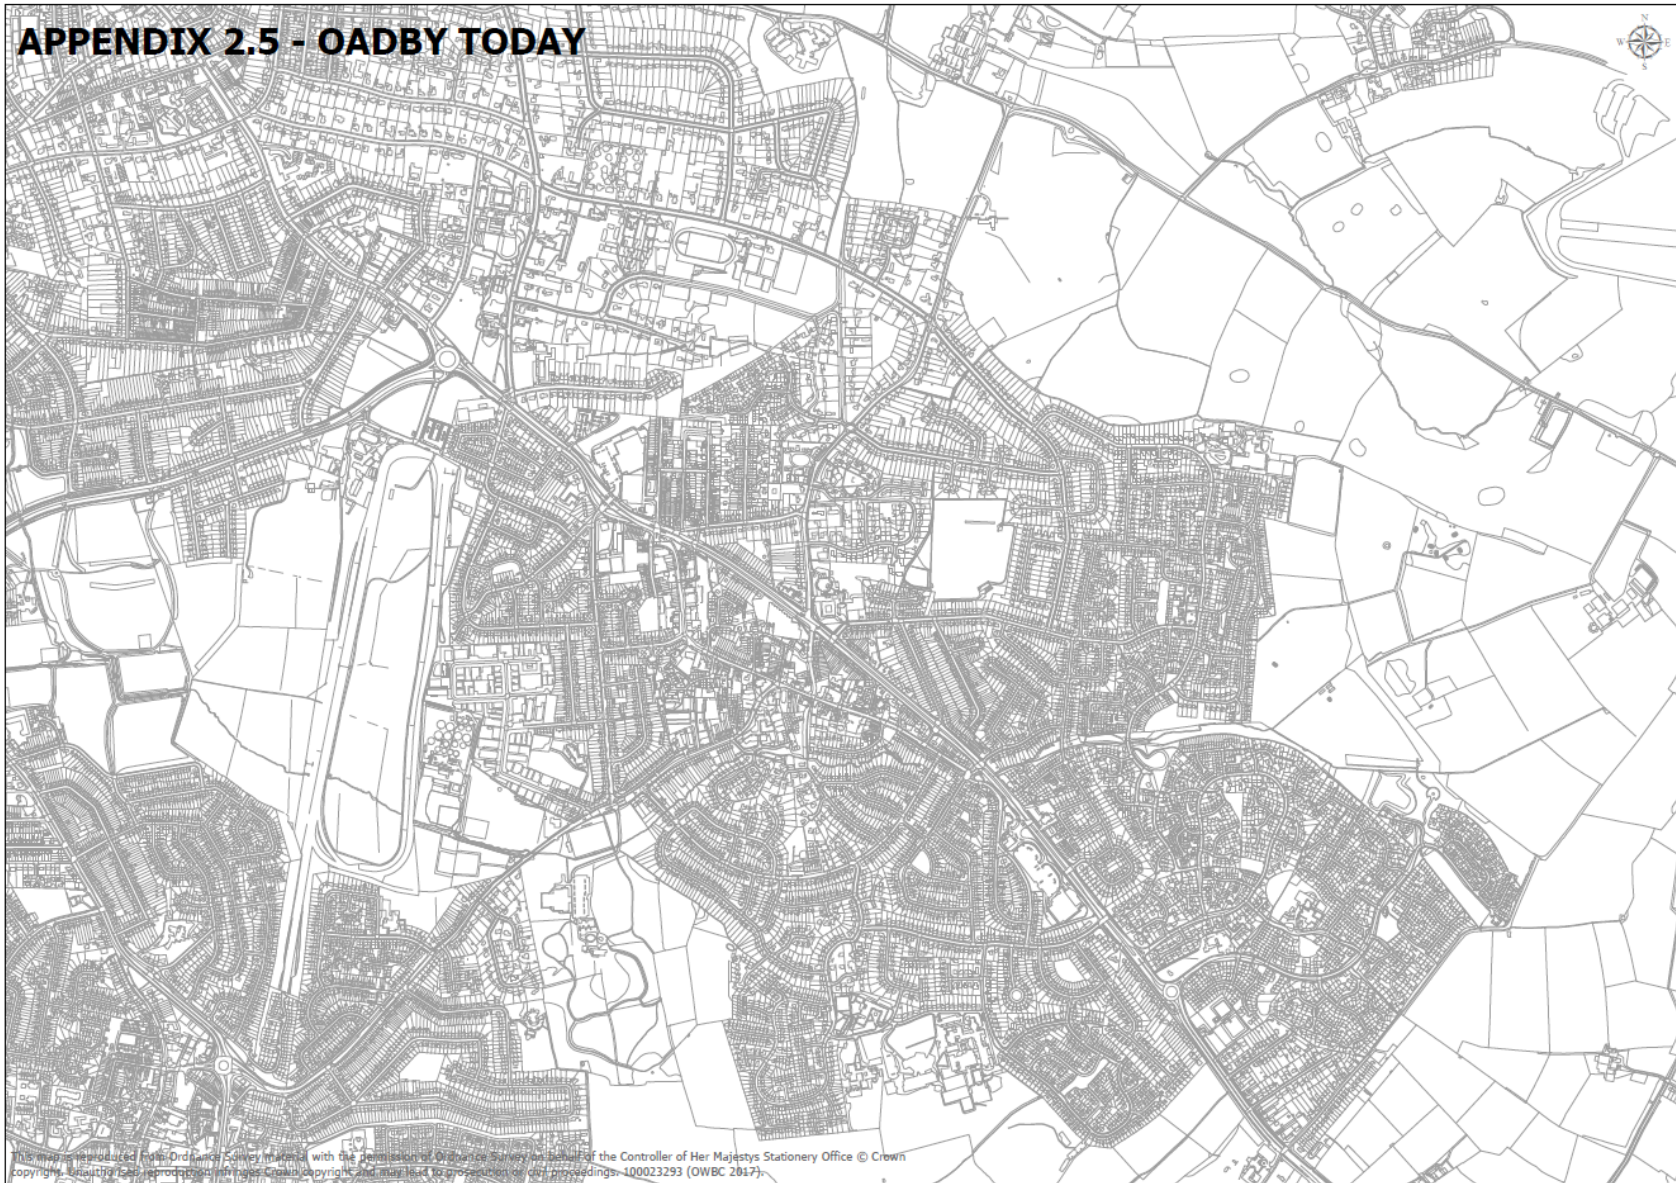 APPENDIX 2.5 - OADBY TODAY
N
W E
S
This map is reproduced from Ordnance Survey material with the permission of Ordnance Survey on behalf of the Controller of Her Majestys Stationery Office © Crown
copyright. Unauthorised reproduction infringes Crown copyright and may lead to prosecution or civil proceedings. 100023293 (OWBC 2017).